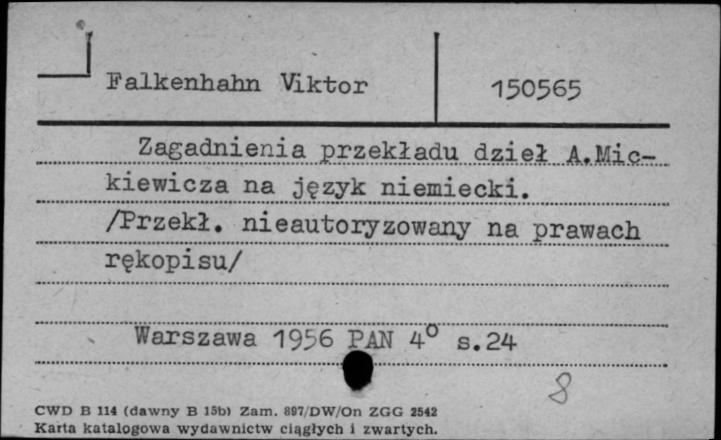 Falkenhahn Viktor 150565
Zagadnienia przekładu dzieł A.Mic-
kiewicza na język niemiecki.
/Przekł. nieautoryzowany na prawach
rękopisu/
Warszawa 1956 PAN 4° s.24
8
CWD B 114 (dawny B 15b) Zam. 897/DW/On ZGG 2542
Karta katalogowa wydawnictw ciągłych i zwartych.